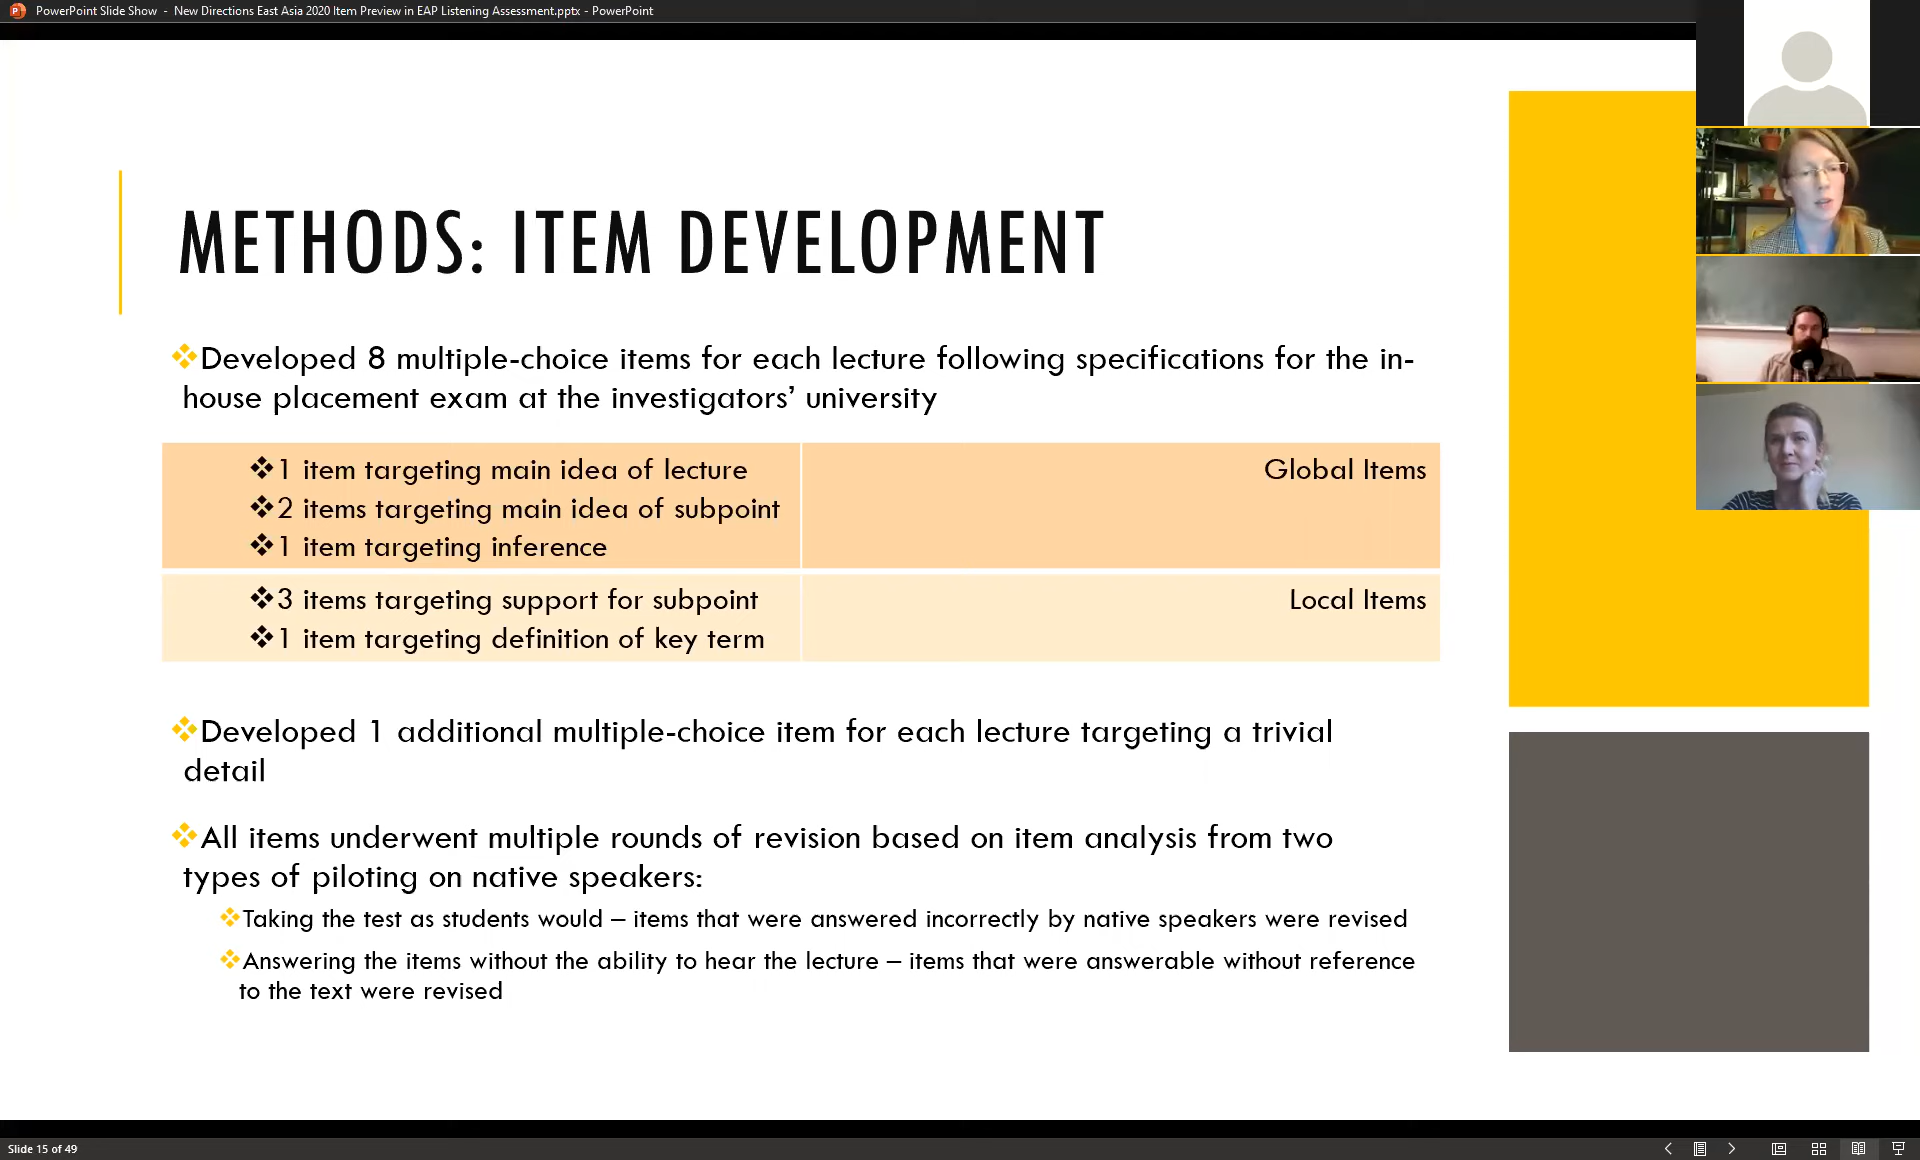 PowerPoint Slide Show - New Directions East Asia 2020 Item Preview in EAP Listening Assessment.pptx - PowerPoint
METHODS: ITEM DEVELOPMENT
❖Developed 8 multiple-choice items for each lecture following specifications for the in-
house placement exam at the investigators’ university
❖1 item targeting main idea of lecture
Global Items
❖2 items targeting main idea of subpoint
❖1 item targeting inference
❖3 items targeting support for subpoint
Local Items
❖1 item targeting definition of key term
❖Developed 1 additional multiple-choice item for each lecture targeting a trivial
detail
❖All items underwent multiple rounds of revision based on item analysis from two
types of piloting on native speakers:
❖Taking the test as students would – items that were answered incorrectly by native speakers were revised
❖Answering the items without the ability to hear the lecture – items that were answerable without reference
to the text were revised
Slide 15 of 49